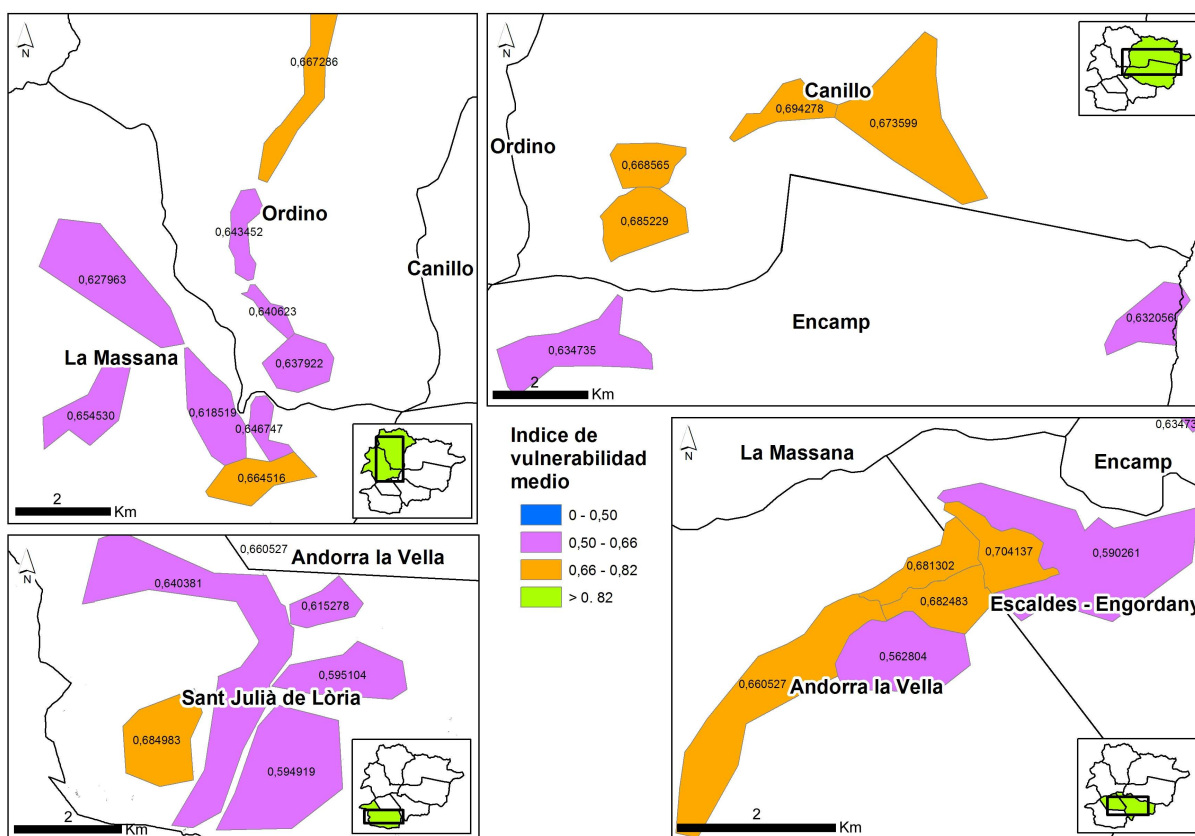 N
0,667286
Ordino
0,643452
Canillo
0,627963
0,640623
La Massana
0,637922
0,654530
0,618519
0,646747
0,664516
2
Km
N
Canillo
0,694278
0,673599
Ordino
0,668565
0,685229
Encamp
0,632056
0,634735
2
Km
Indice de
vulnerabilidad
medio
0 - 0,50
0,50 - 0,66
0,66 - 0,82
> 0. 82
N
0,660527
Andorra la Vella
0,640381
0,615278
0,595104
Sant Julià de Lòria
0,684983
0,594919
2
Km
N
0,63473
La Massana
Encamp
0,704137
0,590261
0,681302
0,682483
Escaldes - Engordany
0,562804
0,660527
Andorra la Vella
2
Km